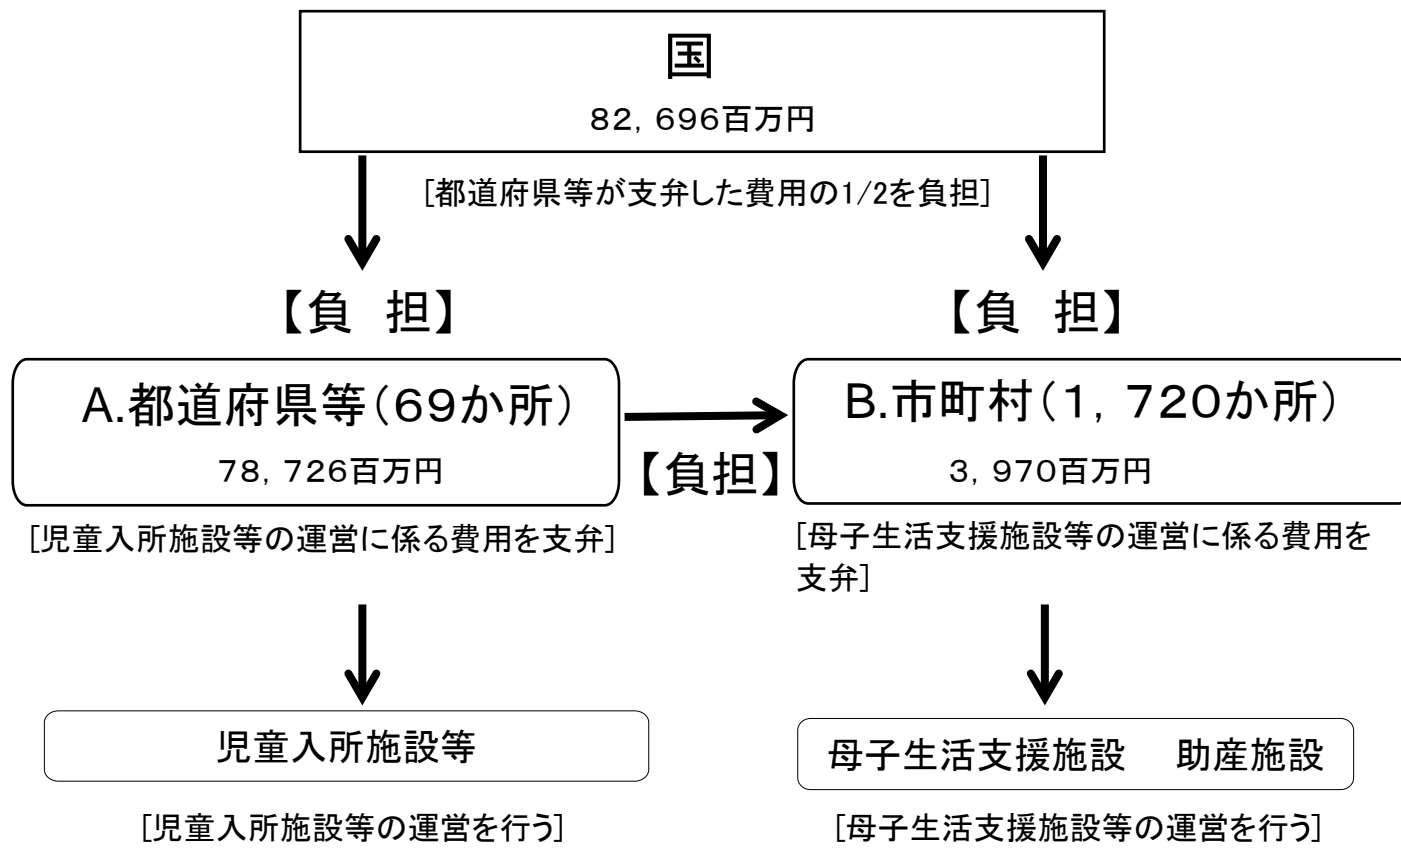 国
82，696百万円
[都道府県等が支弁した費用の1/2を負担]
【負　担】
【負　担】
A.都道府県等（69か所）
78，726百万円
【負担】
B.市町村（1，720か所）
3，970百万円
[児童入所施設等の運営に係る費用を支弁]
[母子生活支援施設等の運営に係る費用を
支弁]
児童入所施設等
母子生活支援施設　助産施設
[児童入所施設等の運営を行う]
[母子生活支援施設等の運営を行う]